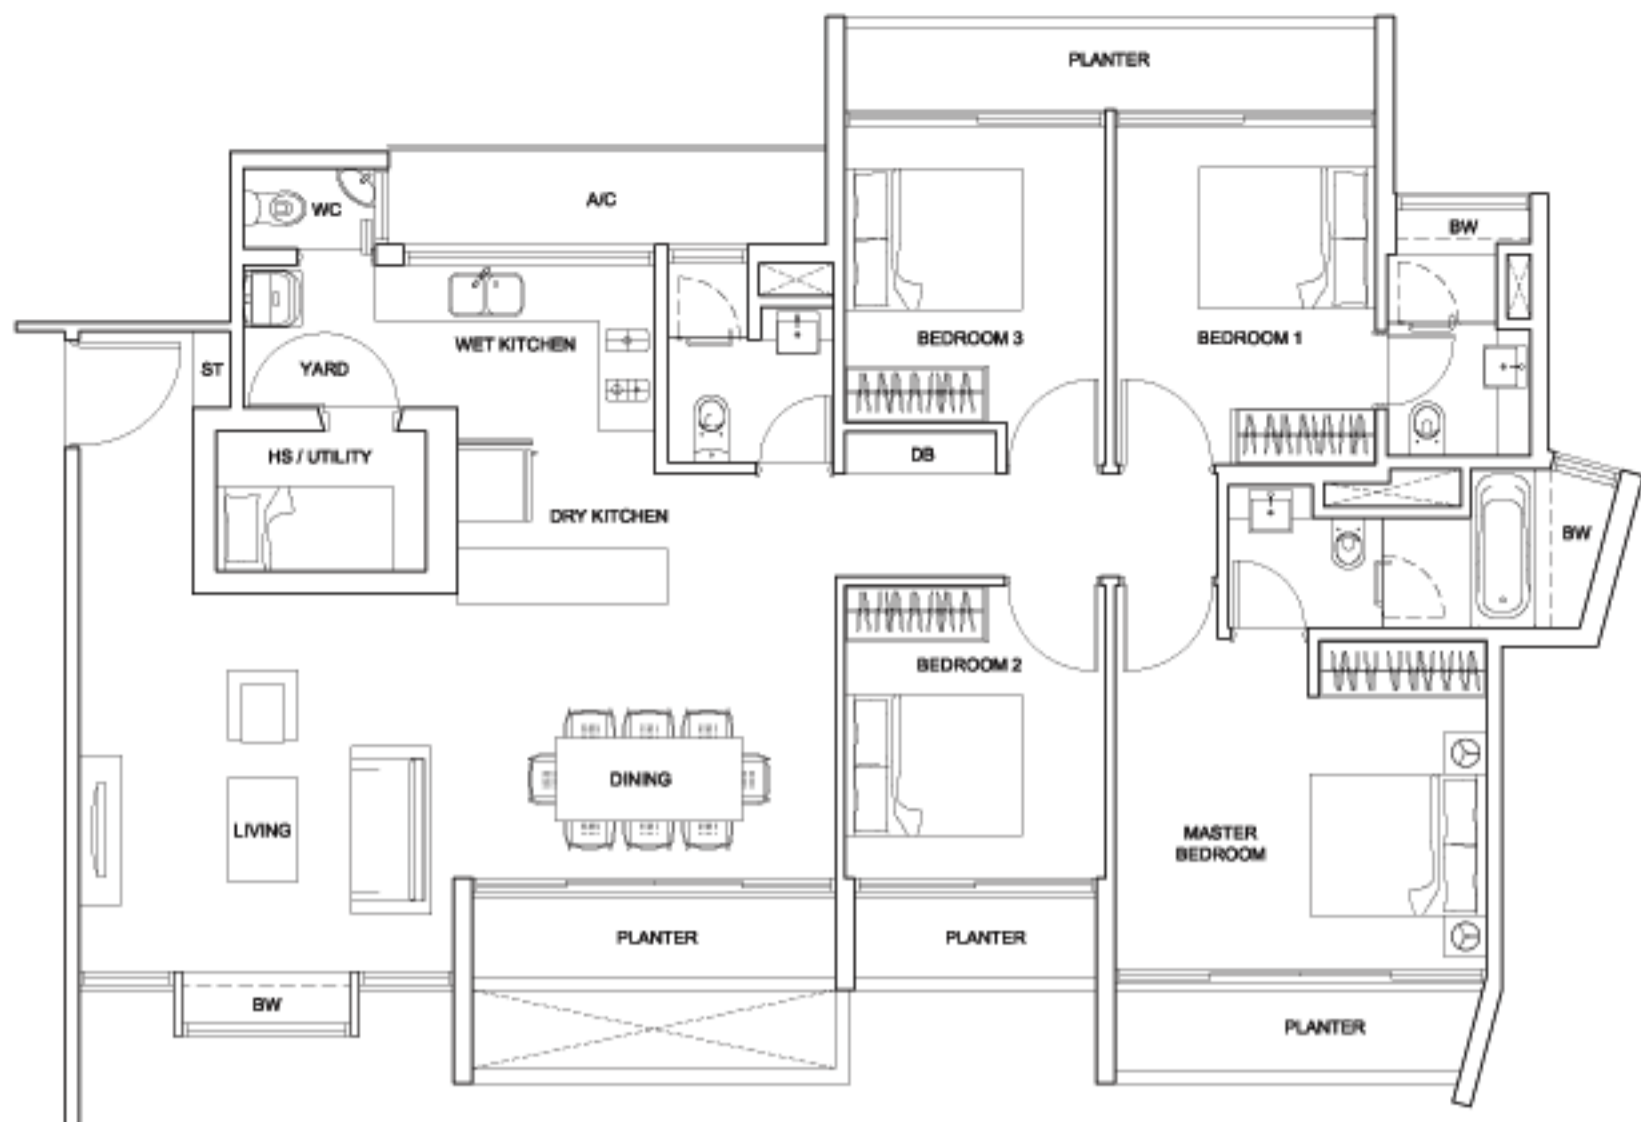 PLANTER
A/C
WC
BW
WET KITCHEN
BEDROOM 3
BEDROOM 1
ST
YARD
HS / UTILITY
DB
DRY KITCHEN
BW
BEDROOM 2
DINING
LIVING
MASTER
BEDROOM
PLANTER
PLANTER
BW
PLANTER